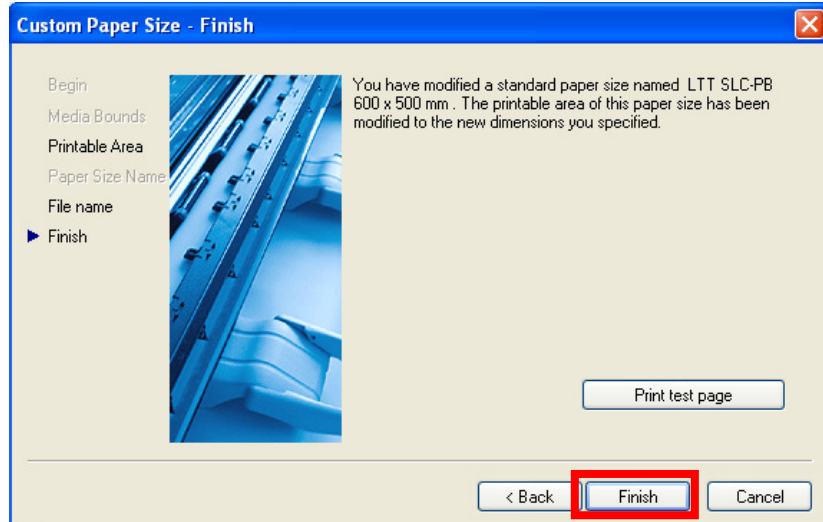 Custom Paper Size - Finish
Begin
Media Bounds
Printable Area
Paper Size Name
File name
Finish
You have modified a standard paper size named  LTT SLC-PB
600 x 500 mm . The printable area of this paper size has been
modified to the new dimensions you specified.
Print test page
< Back
Finish
Cancel